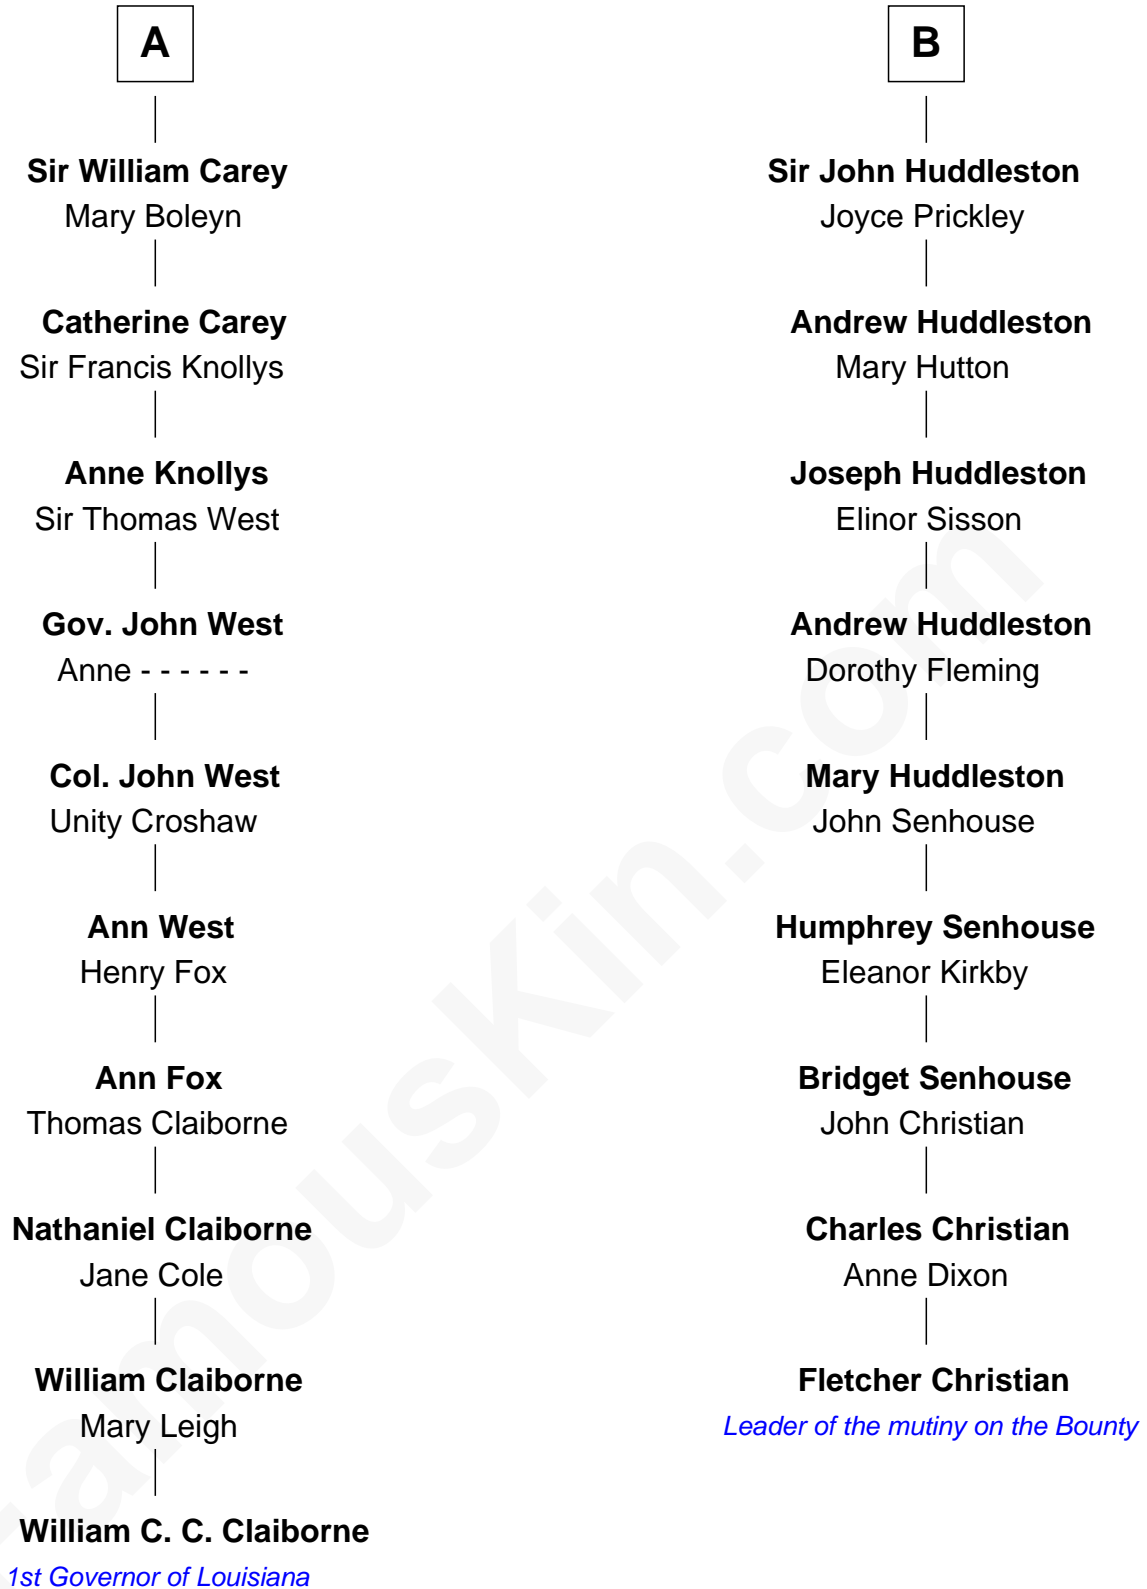 A
Sir William Carey
Mary Boleyn
Catherine Carey
Sir Francis Knollys
Anne Knollys
Sir Thomas West
Gov. John West
Anne - - - - - -
Col. John West
Unity Croshaw
Ann West
Henry Fox
Ann Fox
Thomas Claiborne
Nathaniel Claiborne
Jane Cole
William Claiborne
Mary Leigh
William C. C. Claiborne
1st Governor of Louisiana
B
Sir John Huddleston
Joyce Prickley
Andrew Huddleston
Mary Hutton
Joseph Huddleston
Elinor Sisson
Andrew Huddleston
Dorothy Fleming
Mary Huddleston
John Senhouse
Humphrey Senhouse
Eleanor Kirkby
Bridget Senhouse
John Christian
Charles Christian
Anne Dixon
Fletcher Christian
Leader of the mutiny on the Bounty
FamousKin.com